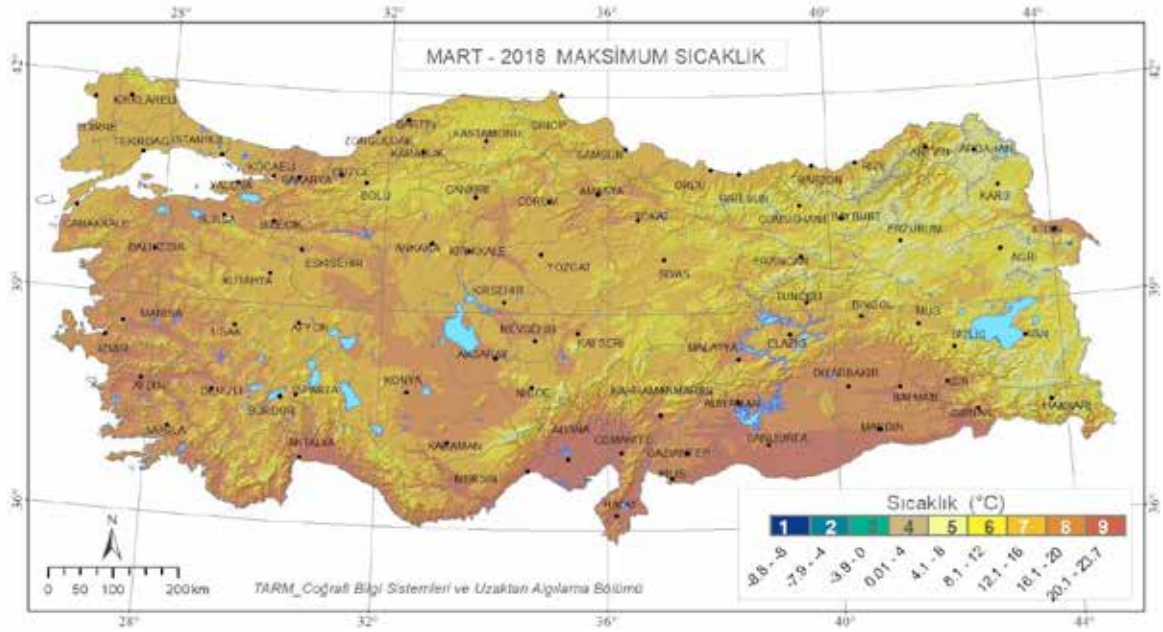 28° 32° 36° 40° 44°
42° 42°
MART - 2018 MAKSİMUM SICAKLIK
KIRKLARELİ
EDİRNE
TEKİRDAĞ İSTANBUL
BARTIN
ZONGULDAK
KARABÜK
KASTAMONU
SİNOP
SAMSUN
KOCAELİ
SAKARYA
DÜZCE
YALOVA
BOLU
ÇANKIRI
ÇORUM
AMASYA
TOKAT
ORDU
GİRESUN
TRABZON
RİZE
ARTVİN
ARDAHAN
KARS
GÜMÜŞHANE
BAYBURT
ERZURUM
IĞDIR
AĞRI
ÇANAKKALE
BURSA
BİLECİK
BALIKESİR
ESKİŞEHİR
KÜTAHYA
ANKARA
KIRIKKALE
YOZGAT
SİVAS
ERZİNCAN
TUNCELİ
BİNGÖL
MUŞ
BİTLİS
VAN
39° 39°
MANİSA
UŞAK
AFYON
KIRŞEHİR
NEVŞEHİR
KAYSERİ
AKSARAY
MALATYA
ELAZIĞ
İZMİR
AYDIN
DENİZLİ
ISPARTA
BURDUR
KONYA
NİĞDE
KAHRAMANMARAŞ
ADIYAMAN
DİYARBAKIR
BATMAN
SİİRT
ŞIRNAK
HAKKARİ
MUĞLA
ANTALYA
KARAMAN
MERSİN
ADANA
OSMANİYE
GAZİANTEP
KİLİS
ŞANLIURFA
MARDİN
HATAY
36° 36°
N
0 50 100 200 km
TARM_Coğrafi Bilgi Sistemleri ve Uzaktan Algılama Bölümü
Sıcaklık (°C)
1 2 3 4 5 6 7 8 9
-8.8 - -8
-7.9 - -4
-3.9 - 0
0.01 - 4
4.1 - 8
8.1 - 12
12.1 - 16
16.1 - 20
20.1 - 23.7
28° 32° 36° 40° 44°